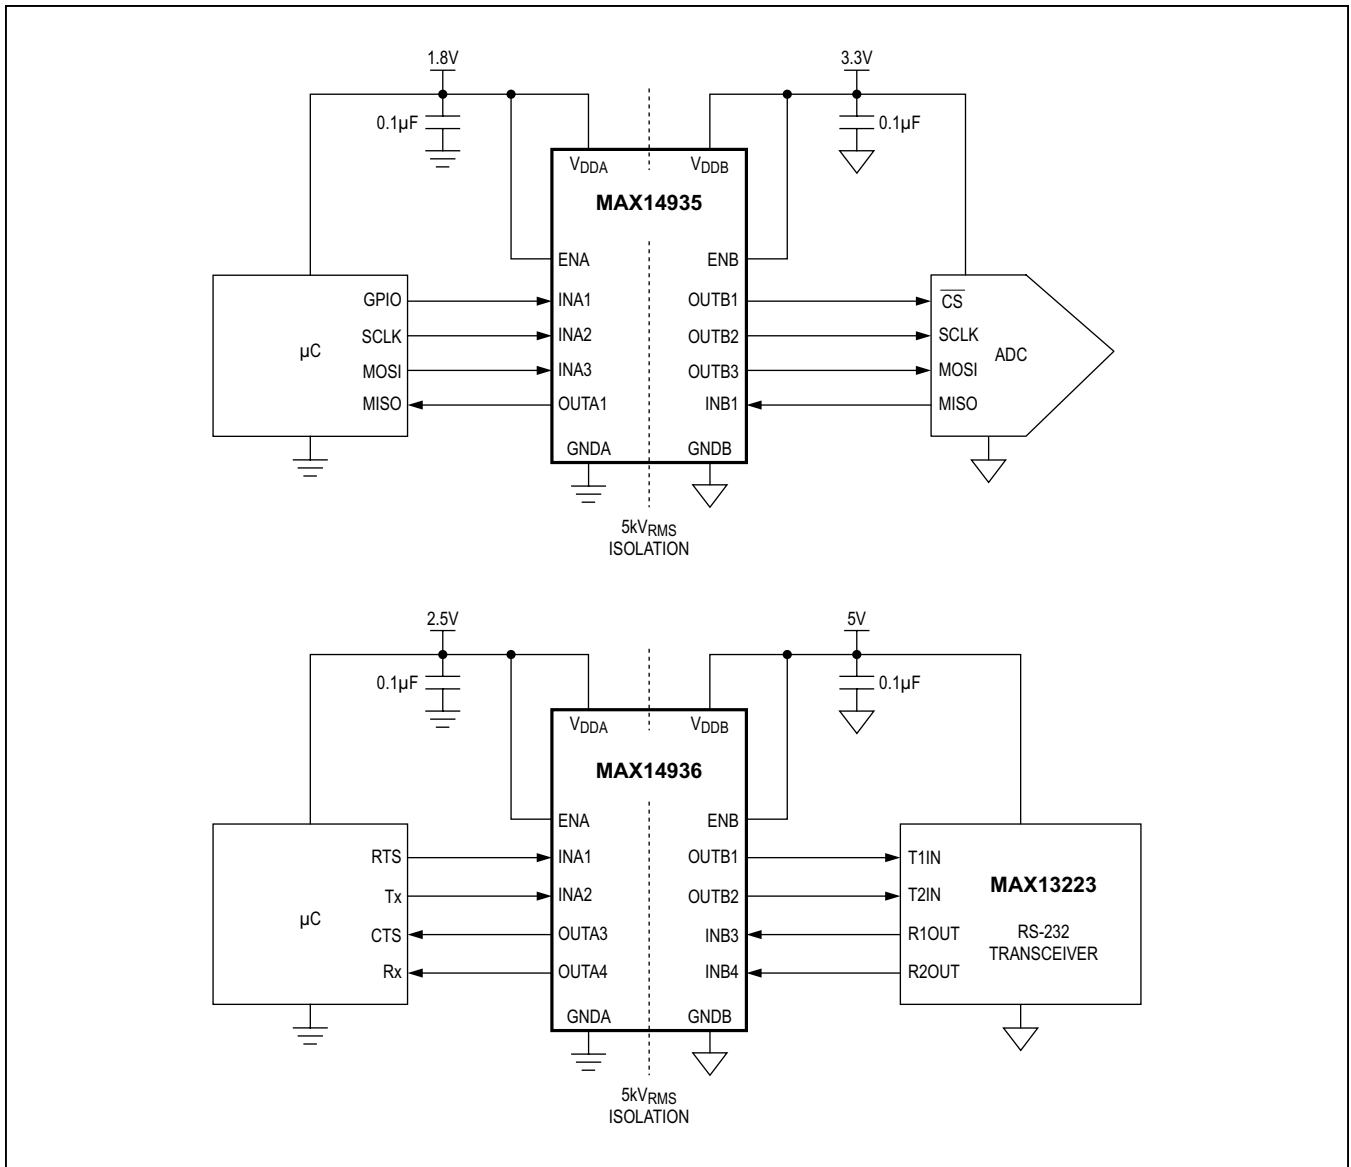 1.8V
3.3V
0.1µF
0.1µF
VDDA
VDDB
MAX14935
ENA
ENB
GPIO
INA1
OUTB1
CS
SCLK
INA2
OUTB2
SCLK
µC
ADC
MOSI
INA3
OUTB3
MOSI
MISO
OUTA1
INB1
MISO
GNDA
GNDB
5kVRMS
ISOLATION
2.5V
5V
0.1µF
0.1µF
VDDA
VDDB
MAX14936
ENA
ENB
RTS
INA1
OUTB1
T1IN
MAX13223
Tx
INA2
OUTB2
T2IN
µC
CTS
OUTA3
INB3
R1OUT
RS-232
TRANSCEIVER
Rx
OUTA4
INB4
R2OUT
GNDA
GNDB
5kVRMS
ISOLATION